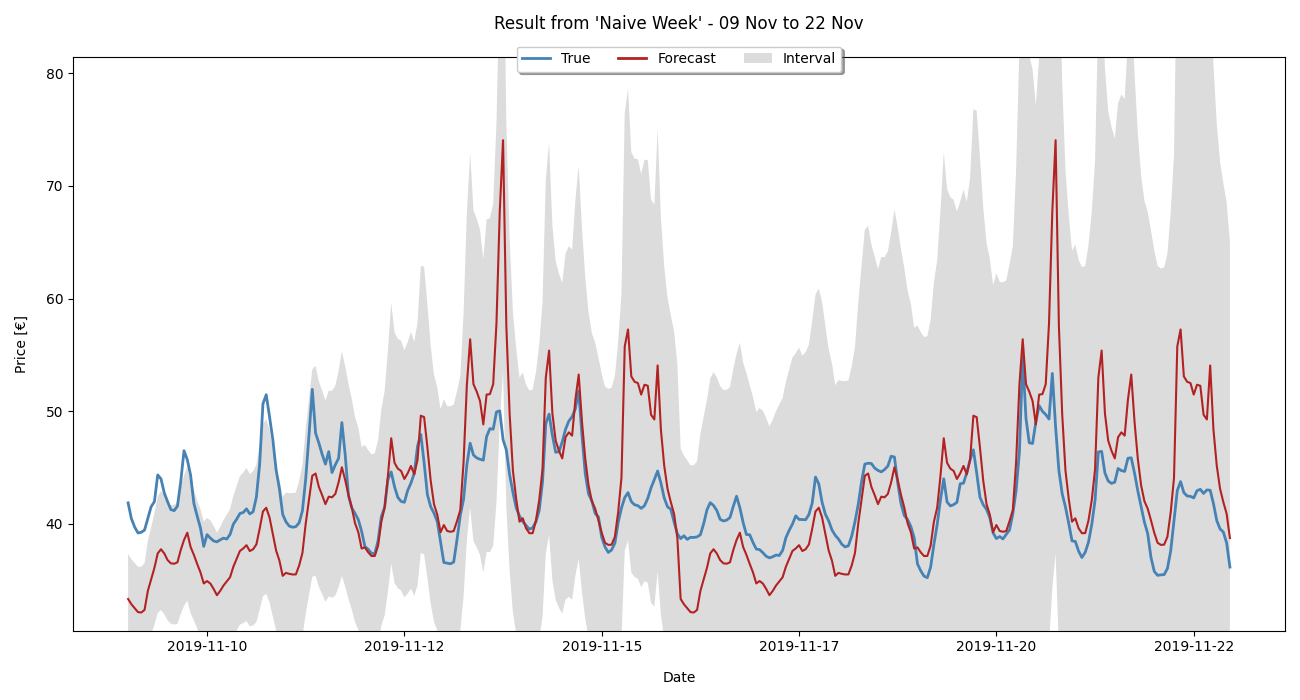 Result from 'Naive Week' - 09 Nov to 22 Nov
True Forecast Interval
80
70
60
50
40
Price [€]
2019-11-10 2019-11-12 2019-11-15 2019-11-17 2019-11-20 2019-11-22
Date